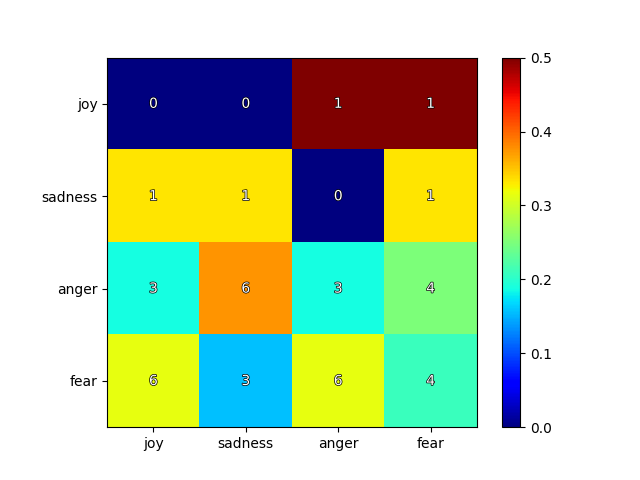 0.5
joy 0 0 1 1
0.4
sadness 1 1 0 1
0.3
0.2
anger 3 6 3 4
0.1
fear 6 3 6 4
0.0
joy sadness anger fear